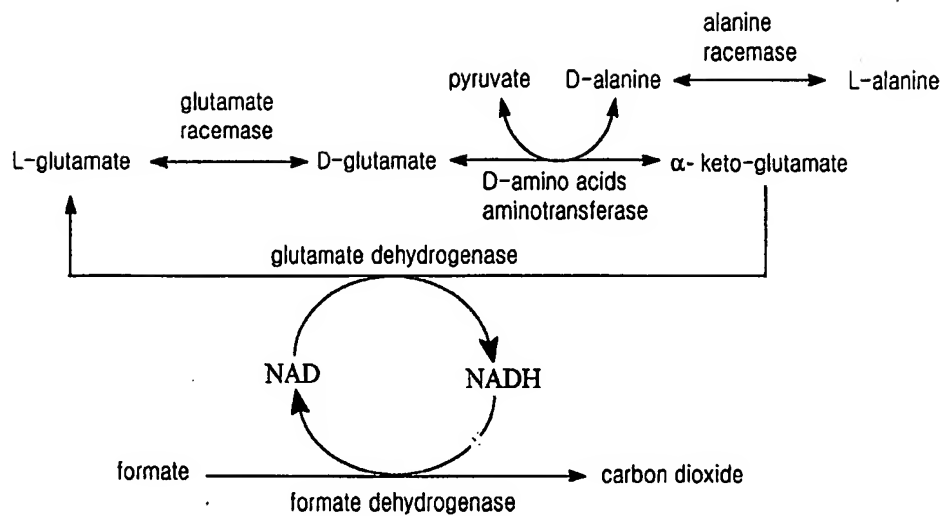 alanine
racemase
pyruvate D-alanine L-alanine
glutamate
racemase
L-glutamate D-glutamate α- keto-glutamate
D-amino acids
aminotransferase
glutamate dehydrogenase
NAD NADH
formate carbon dioxide
formate dehydrogenase